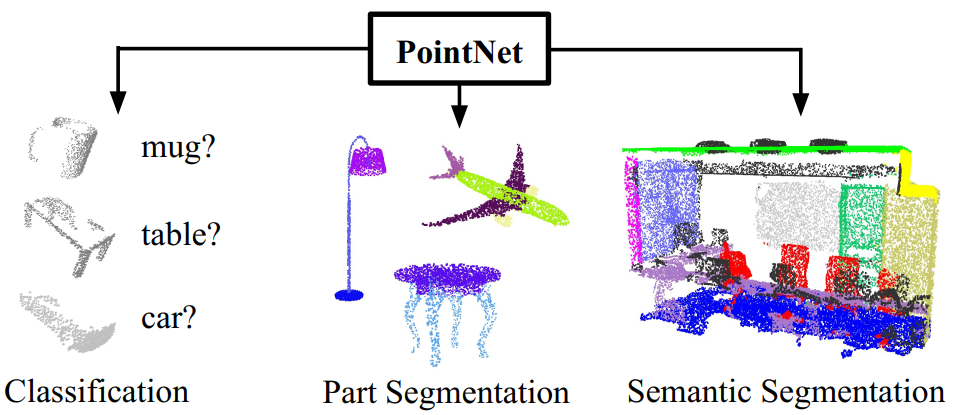 PointNet
mug?
table?
car?
Classification
Part Segmentation
Semantic Segmentation